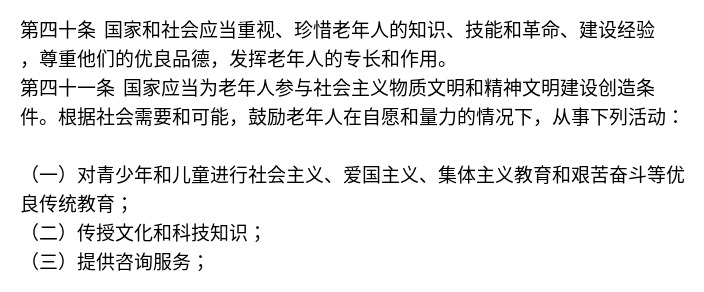 第四十条 国家和社会应当重视、珍惜老年人的知识、技能和革命、建设经验
，尊重他们的优良品德，发挥老年人的专长和作用。
第四十一条 国家应当为老年人参与社会主义物质文明和精神文明建设创造条
件。根据社会需要和可能，鼓励老年人在自愿和量力的情况下，从事下列活动：
（一）对青少年和儿童进行社会主义、爱国主义、集体主义教育和艰苦奋斗等优
良传统教育；
（二）传授文化和科技知识；
（三）提供咨询服务；